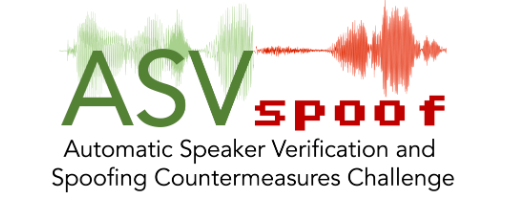 ASVspoof
Automatic Speaker Verification and
Spoofing Countermeasures Challenge